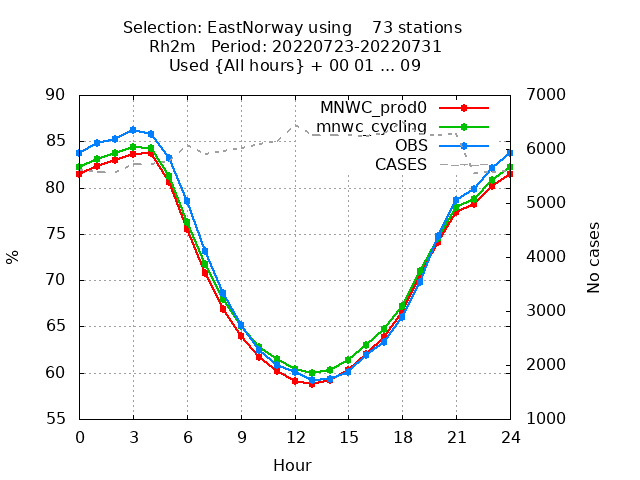 Selection: EastNorway using    73 stations
Rh2m   Period: 20220723-20220731
Used {All hours} + 00 01 ... 09
90
85
80
75
70
65
60
55
7000
6000
5000
4000
3000
2000
1000
MNWC_prod0
mnwc_cycling
OBS
CASES
%
No cases
0
3
6
9
12
15
18
21
24
Hour